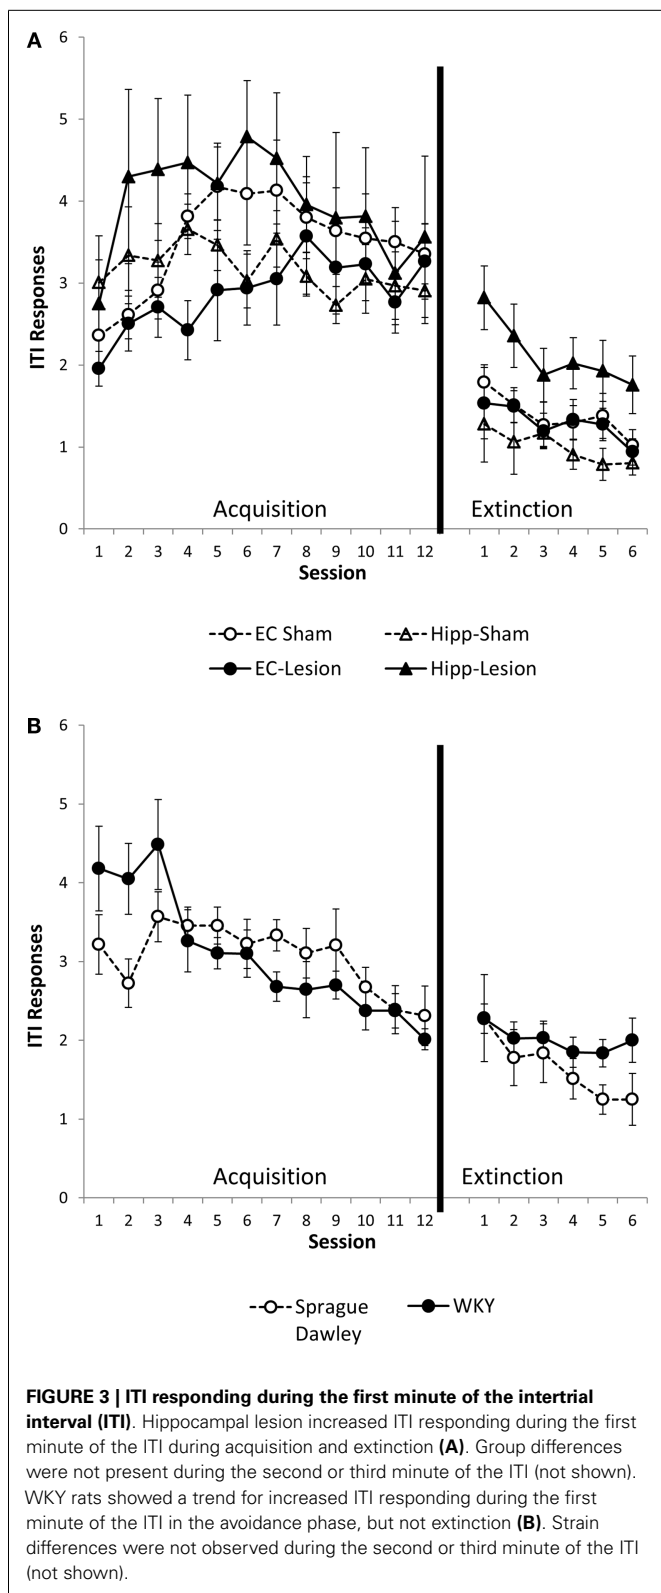 A
6
5
4
3
2
1
0
ITI Responses
Acquisition
Extinction
1 2 3 4 5 6 7 8 9 10 11 12
1 2 3 4 5 6
Session
EC Sham
Hipp-Sham
EC-Lesion
Hipp-Lesion
B
6
5
4
3
2
1
0
ITI Responses
Acquisition
Extinction
1 2 3 4 5 6 7 8 9 10 11 12
1 2 3 4 5 6
Session
Sprague
Dawley
WKY
FIGURE 3 | ITI responding during the first minute of the intertrial
interval (ITI). Hippocampal lesion increased ITI responding during the first
minute of the ITI during acquisition and extinction (A). Group differences
were not present during the second or third minute of the ITI (not shown).
WKY rats showed a trend for increased ITI responding during the first
minute of the ITI in the avoidance phase, but not extinction (B). Strain
differences were not observed during the second or third minute of the ITI
(not shown).